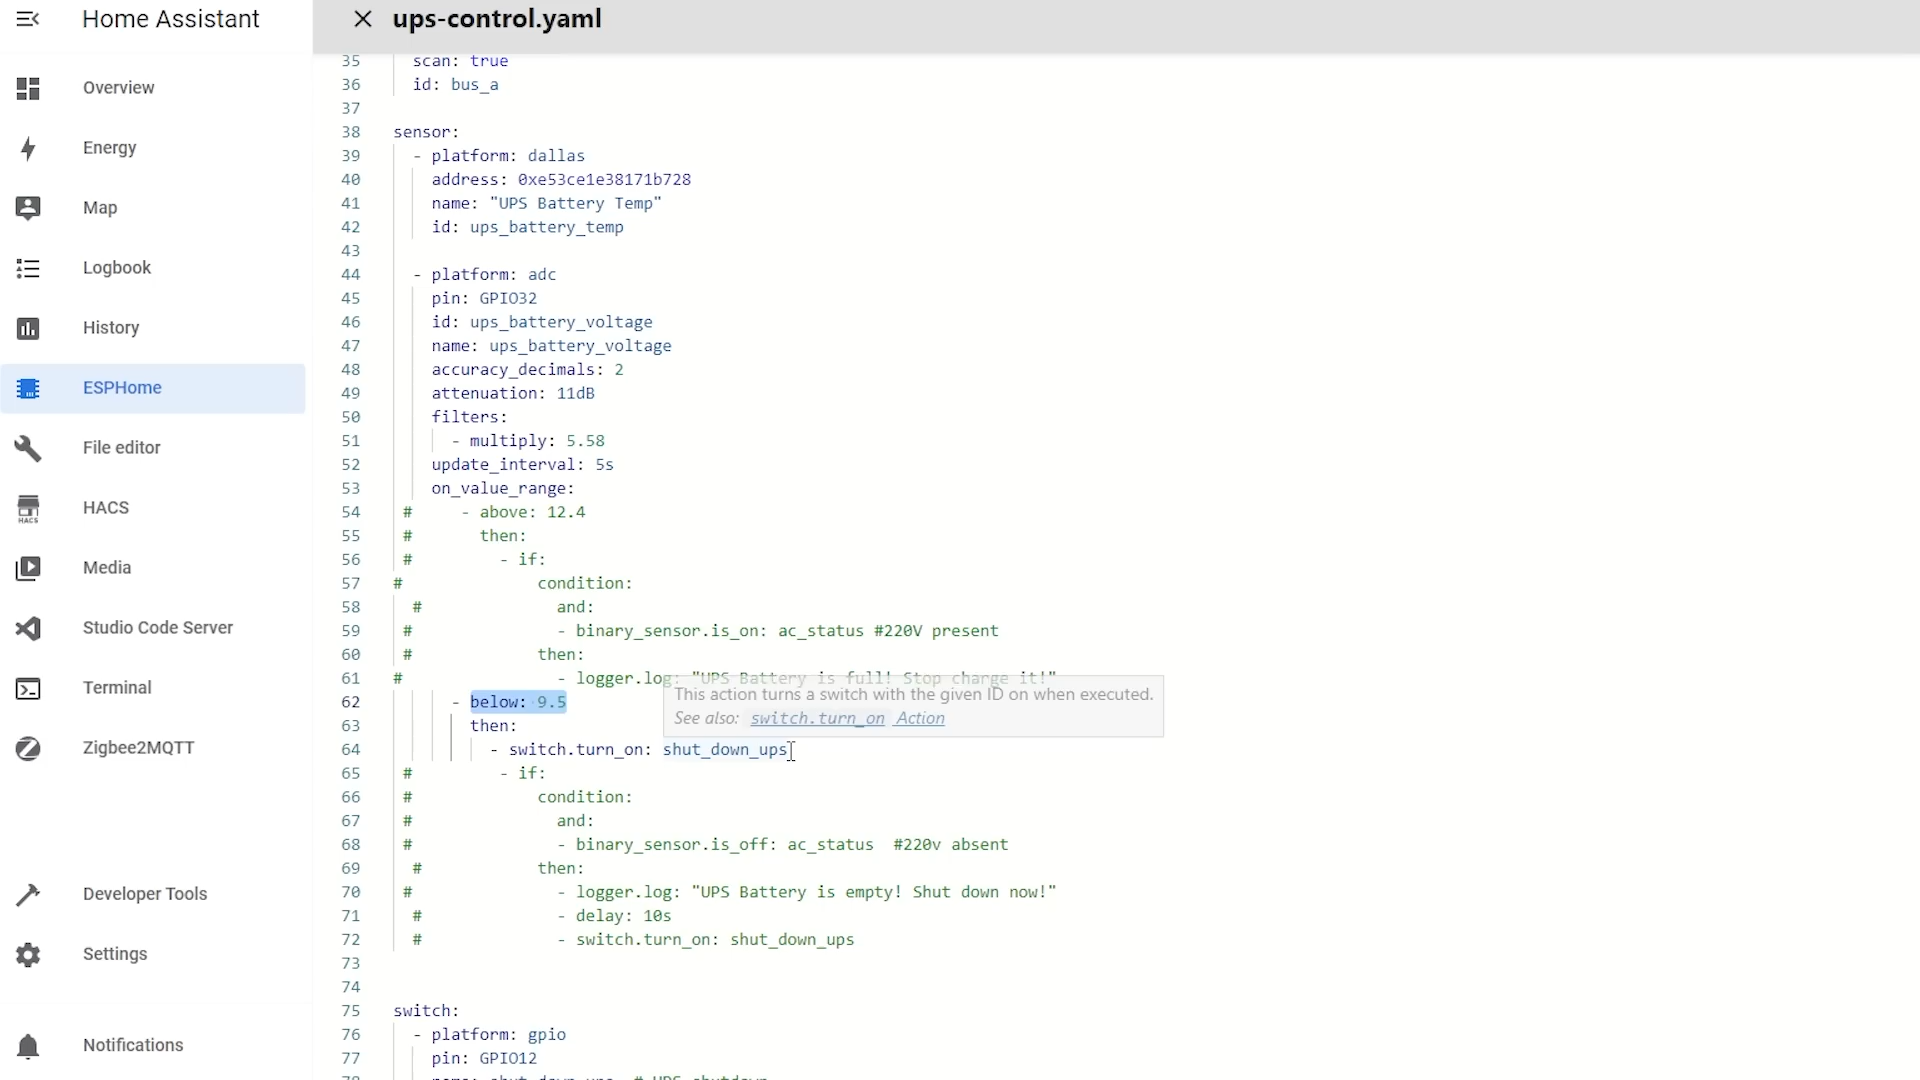 Home Assistant
ups-control.yaml
Overview
Energy
Map
Logbook
History
ESPHome
File editor
HACS
HACS
Media
Studio Code Server
Terminal
Zigbee2MQTT
Developer Tools
Settings
Notifications
35 scan: true
36 id: bus_a
37
38 sensor:
39 - platform: dallas
40 address: 0xe53ce1e38171b728
41 name: "UPS Battery Temp"
42 id: ups_battery_temp
43
44 - platform: adc
45 pin: GPIO32
46 id: ups_battery_voltage
47 name: ups_battery_voltage
48 accuracy_decimals: 2
49 attenuation: 11dB
50 filters:
51 - multiply: 5.58
52 update_interval: 5s
53 on_value_range:
54 # - above: 12.4
55 # then:
56 # - if:
57 # condition:
58 # and:
59 # - binary_sensor.is_on: ac_status #220V present
60 # then:
61 # - logger.log: "UPS Battery is full! Stop charge it!"
This action turns a switch with the given ID on when executed.
See also: switch.turn_on Action
62 - below: 9.5
63 then:
64 - switch.turn_on: shut_down_ups
65 # - if:
66 # condition:
67 # and:
68 # - binary_sensor.is_off: ac_status #220v absent
69 # then:
70 # - logger.log: "UPS Battery is empty! Shut down now!"
71 # - delay: 10s
72 # - switch.turn_on: shut_down_ups
73
74
75 switch:
76 - platform: gpio
77 pin: GPIO12